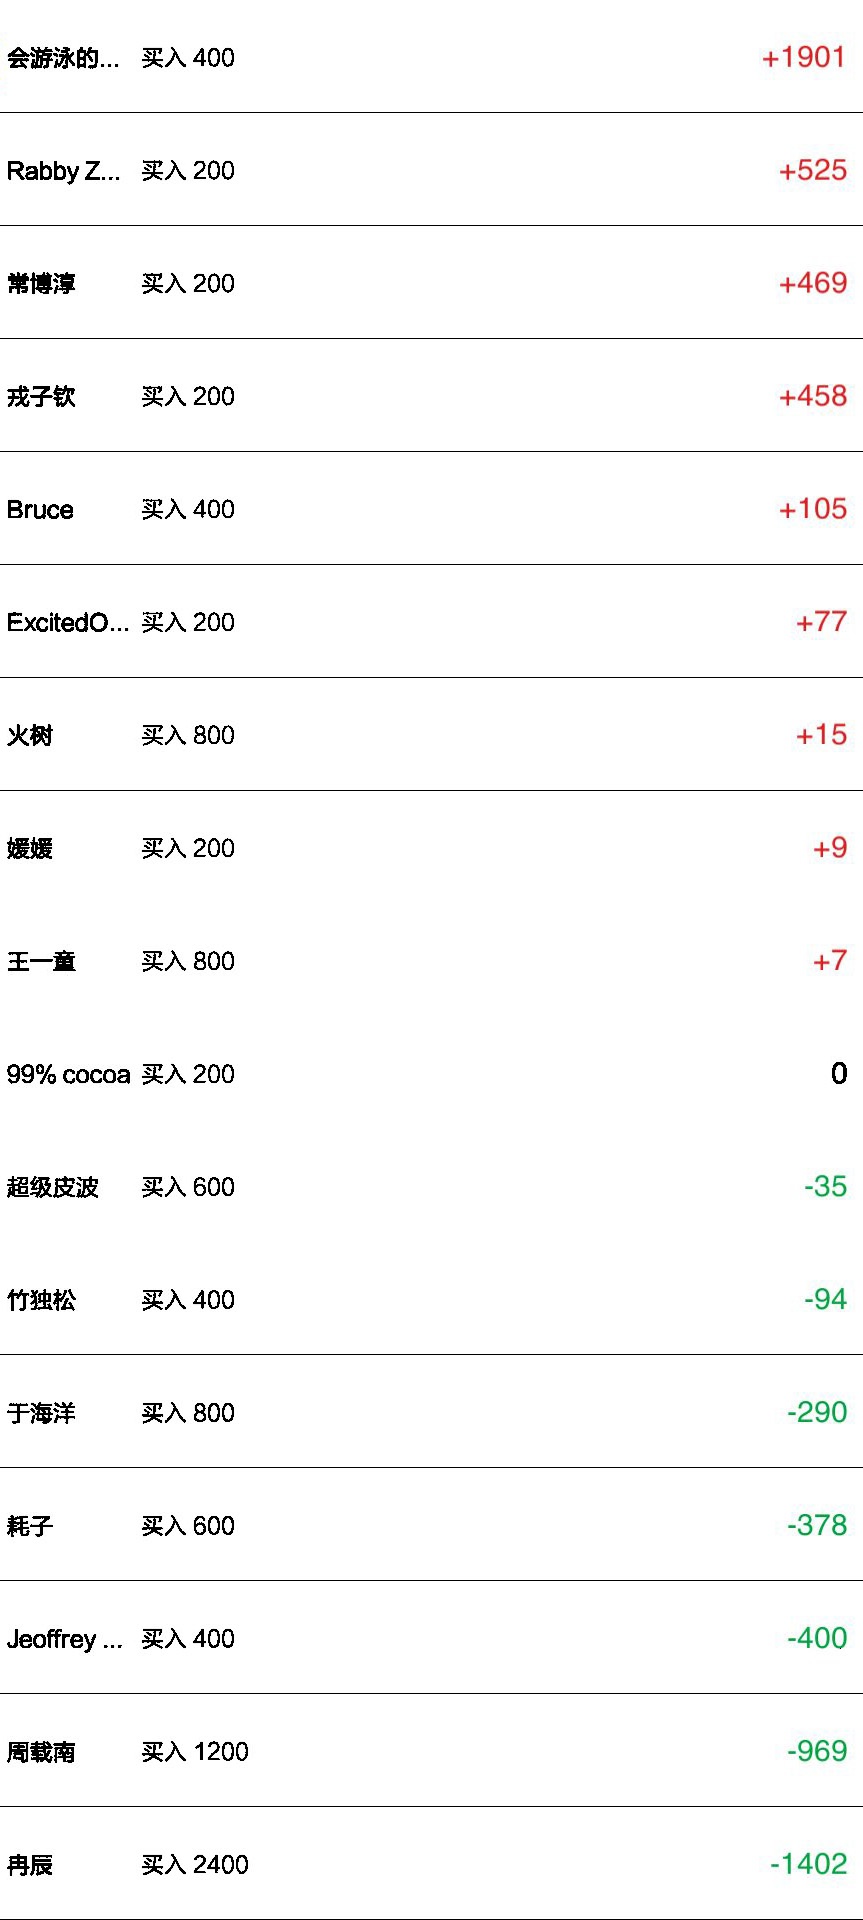 会游泳的... 买入 400 +1901
Rabby Z... 买入 200 +525
常博淳 买入 200 +469
戎子钦 买入 200 +458
Bruce 买入 400 +105
ExcitedO... 买入 200 +77
火树 买入 800 +15
媛媛 买入 200 +9
王一童 买入 800 +7
99% cocoa 买入 200 0
超级皮波 买入 600 -35
竹独松 买入 400 -94
于海洋 买入 800 -290
耗子 买入 600 -378
Jeoffrey ... 买入 400 -400
周载南 买入 1200 -969
冉辰 买入 2400 -1402